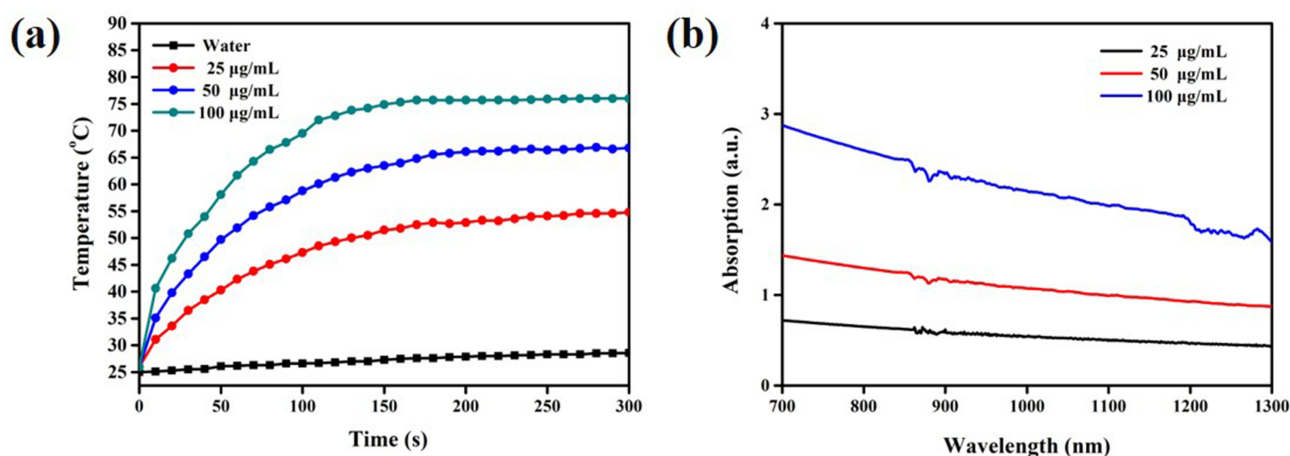 (a)
Temperature (°C)
90
85
80
75
70
65
60
55
50
45
40
35
30
25
Water
25 µg/mL
50 µg/mL
100 µg/mL
0
50
100
150
200
250
300
Time (s)
(b)
Absorption (a.u.)
4
3
2
1
0
25 µg/mL
50 µg/mL
100 µg/mL
700
800
900
1000
1100
1200
1300
Wavelength (nm)